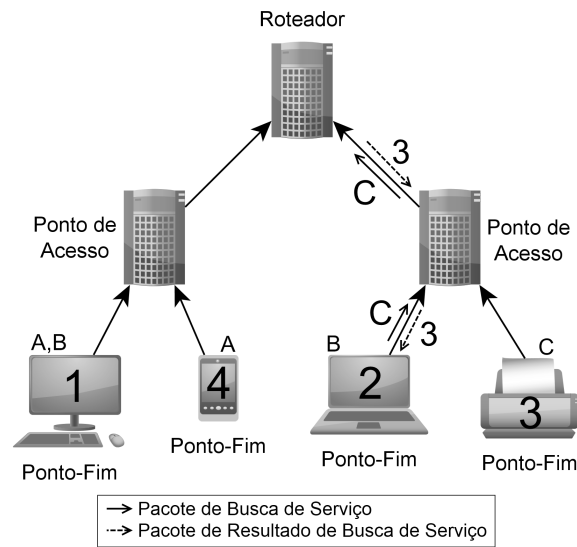 Roteador
3
C
Ponto de
Acesso
Ponto de
Acesso
C
3
A,B
A
B
C
1
4
2
3
Ponto-Fim
Ponto-Fim
Ponto-Fim
Ponto-Fim
Pacote de Busca de Serviço
Pacote de Resultado de Busca de Serviço